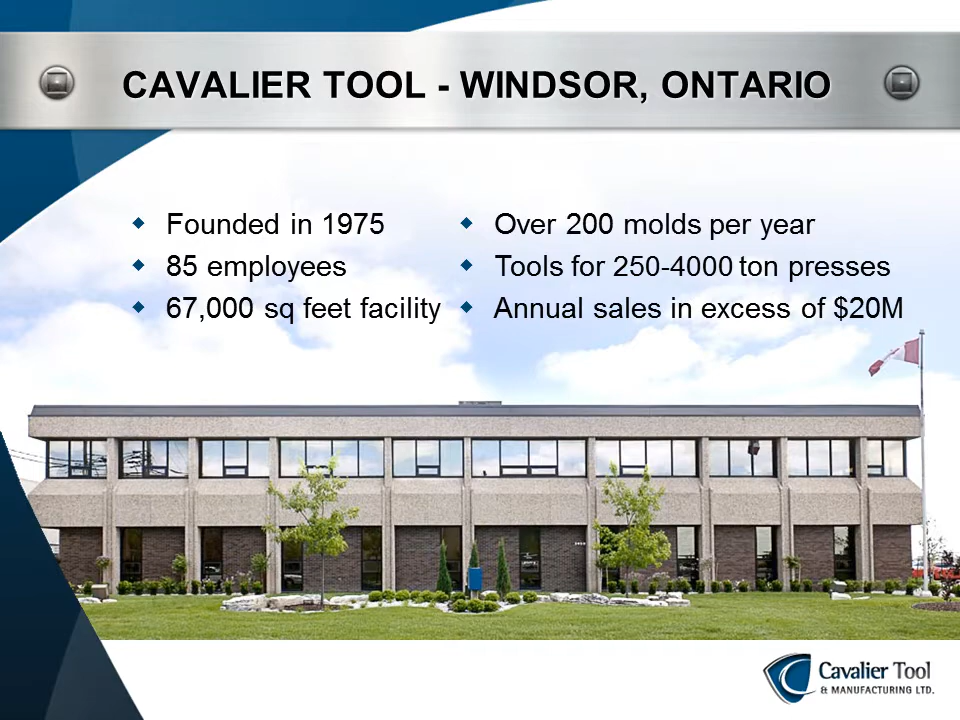 CAVALIER TOOL - WINDSOR, ONTARIO
Founded in 1975
85 employees
67,000 sq feet facility
Over 200 molds per year
Tools for 250-4000 ton presses
Annual sales in excess of $20M
Cavalier Tool
& MANUFACTURING LTD.